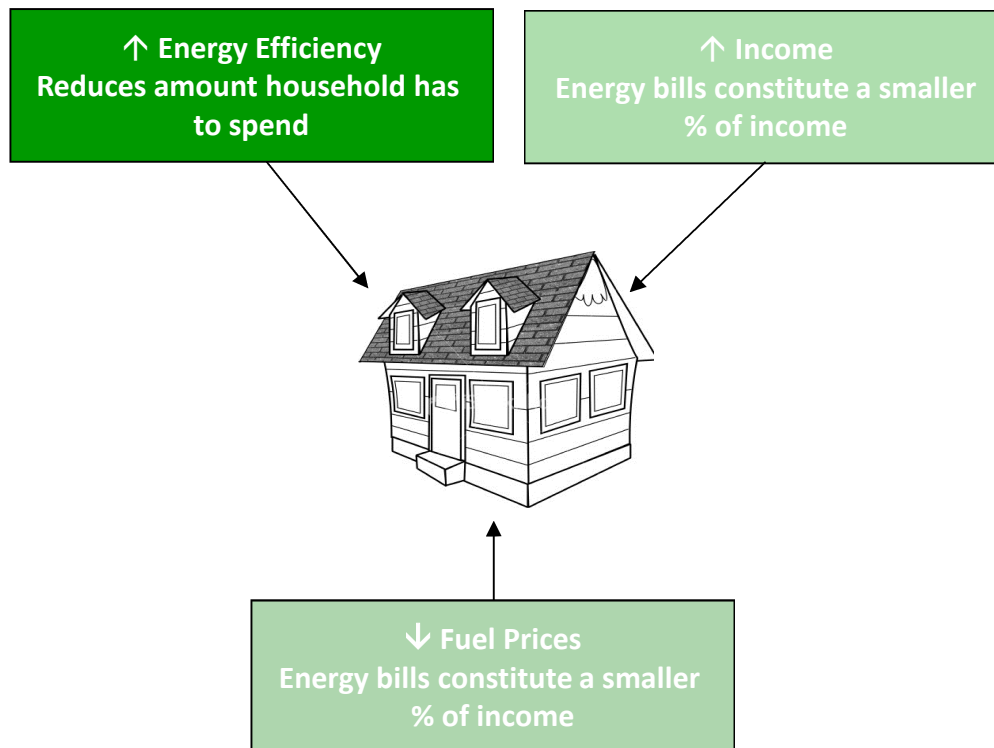 ↑ Energy Efficiency
Reduces amount household has
to spend
↑ Income
Energy bills constitute a smaller
% of income
↓ Fuel Prices
Energy bills constitute a smaller
% of income